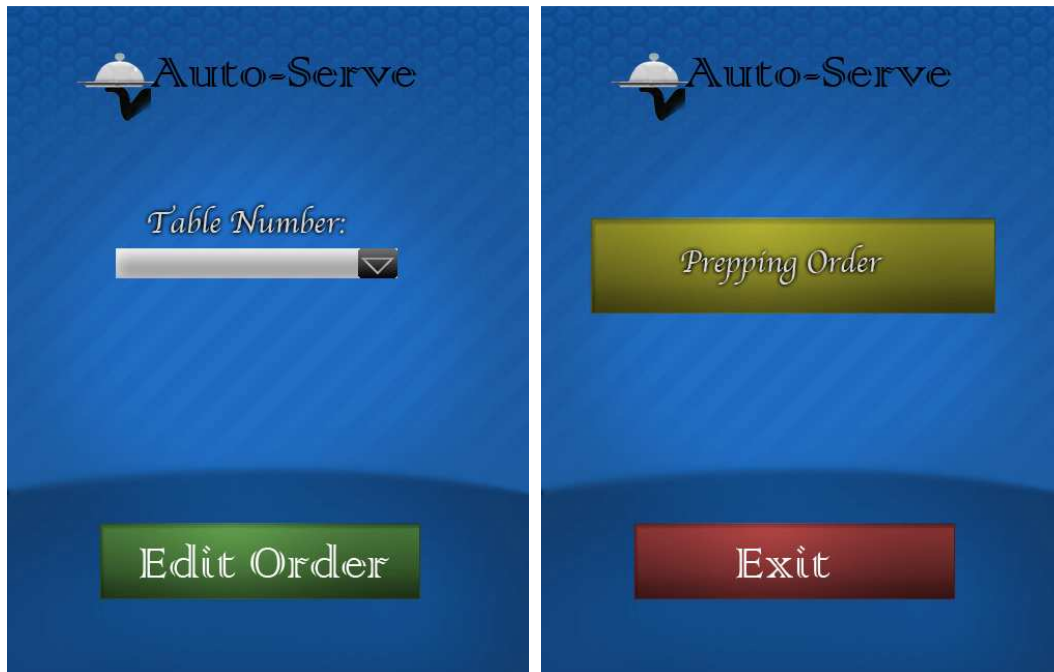 Auto-Serve
Table Number:
Edit Order
Auto-Serve
Prepping Order
Exit